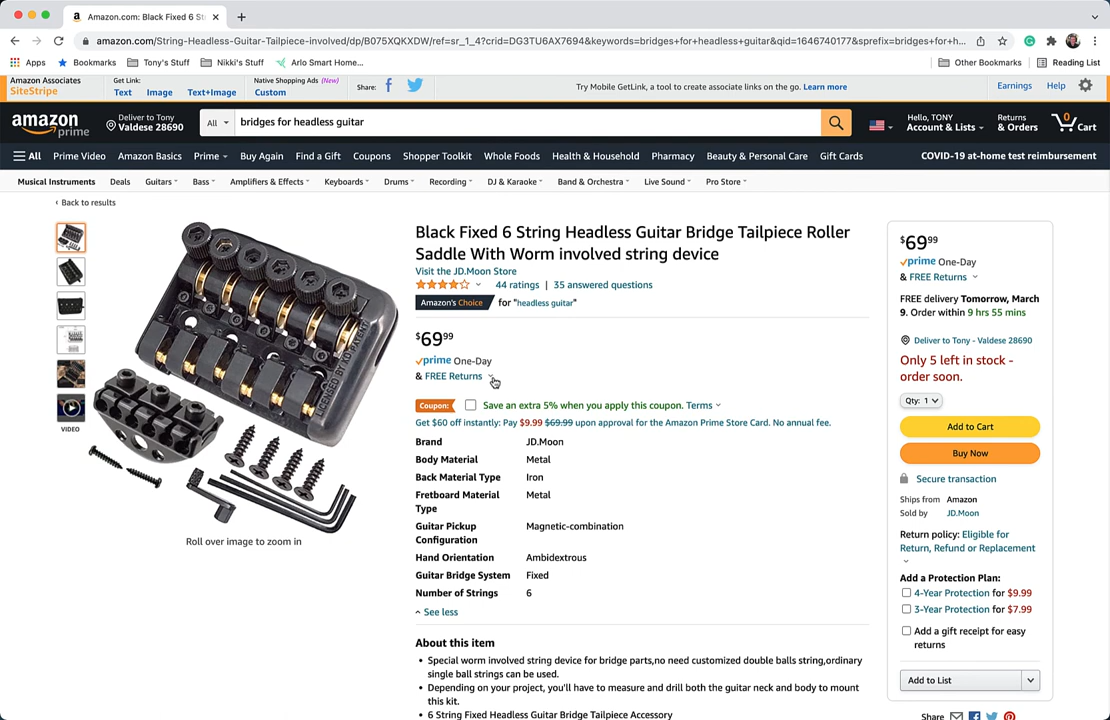 Amazon.com: Black Fixed 6 St
amazon.com/String-Headless-Guitar-Tailpiece-involved/dp/B075XQKXDW/ref=sr_1_4?crid=DG3TU6AX7694&keywords=bridges+for+headless+guitar&qid=1646740177&sprefix=bridges+for+h...
Apps Bookmarks Tony's Stuff Nikki's Stuff Arlo Smart Home... Other Bookmarks Reading List
Amazon Associates
SiteStripe
Get Link:
Text Image Text+Image
Native Shopping Ads (New)
Custom
Share:
Try Mobile GetLink, a tool to create associate links on the go. Learn more
Earnings Help
amazon prime
Deliver to Tony
Valdese 28690
All bridges for headless guitar
Hello, TONY
Account & Lists
Returns
& Orders
0 Cart
All Prime Video Amazon Basics Prime Buy Again Find a Gift Coupons Shopper Toolkit Whole Foods Health & Household Pharmacy Beauty & Personal Care Gift Cards COVID-19 at-home test reimbursement
Musical Instruments Deals Guitars Bass Amplifiers & Effects Keyboards Drums Recording DJ & Karaoke Band & Orchestra Live Sound Pro Store
‹ Back to results
LICENSED BY KD PATENT
VIDEO
Roll over image to zoom in
Black Fixed 6 String Headless Guitar Bridge Tailpiece Roller
Saddle With Worm involved string device
Visit the JD.Moon Store
44 ratings | 35 answered questions
Amazon's Choice for "headless guitar"
$69.99
prime One-Day
& FREE Returns
Coupon: Save an extra 5% when you apply this coupon. Terms
Get $60 off instantly: Pay $9.99 $69.99 upon approval for the Amazon Prime Store Card. No annual fee.
Brand JD.Moon
Body Material Metal
Back Material Type Iron
Fretboard Material Metal
Type
Guitar Pickup Magnetic-combination
Configuration
Hand Orientation Ambidextrous
Guitar Bridge System Fixed
Number of Strings 6
See less
About this item
• Special worm involved string device for bridge parts,no need customized double balls string,ordinary
single ball strings can be used.
• Depending on your project, you'll have to measure and drill both the guitar neck and body to mount
this kit.
• 6 String Fixed Headless Guitar Bridge Tailpiece Accessory
$69.99
prime One-Day
& FREE Returns
FREE delivery Tomorrow, March
9. Order within 9 hrs 55 mins
Deliver to Tony - Valdese 28690
Only 5 left in stock -
order soon.
Qty: 1
Add to Cart
Buy Now
Secure transaction
Ships from Amazon
Sold by JD.Moon
Return policy: Eligible for
Return, Refund or Replacement
Add a Protection Plan:
4-Year Protection for $9.99
3-Year Protection for $7.99
Add a gift receipt for easy
returns
Add to List
Share